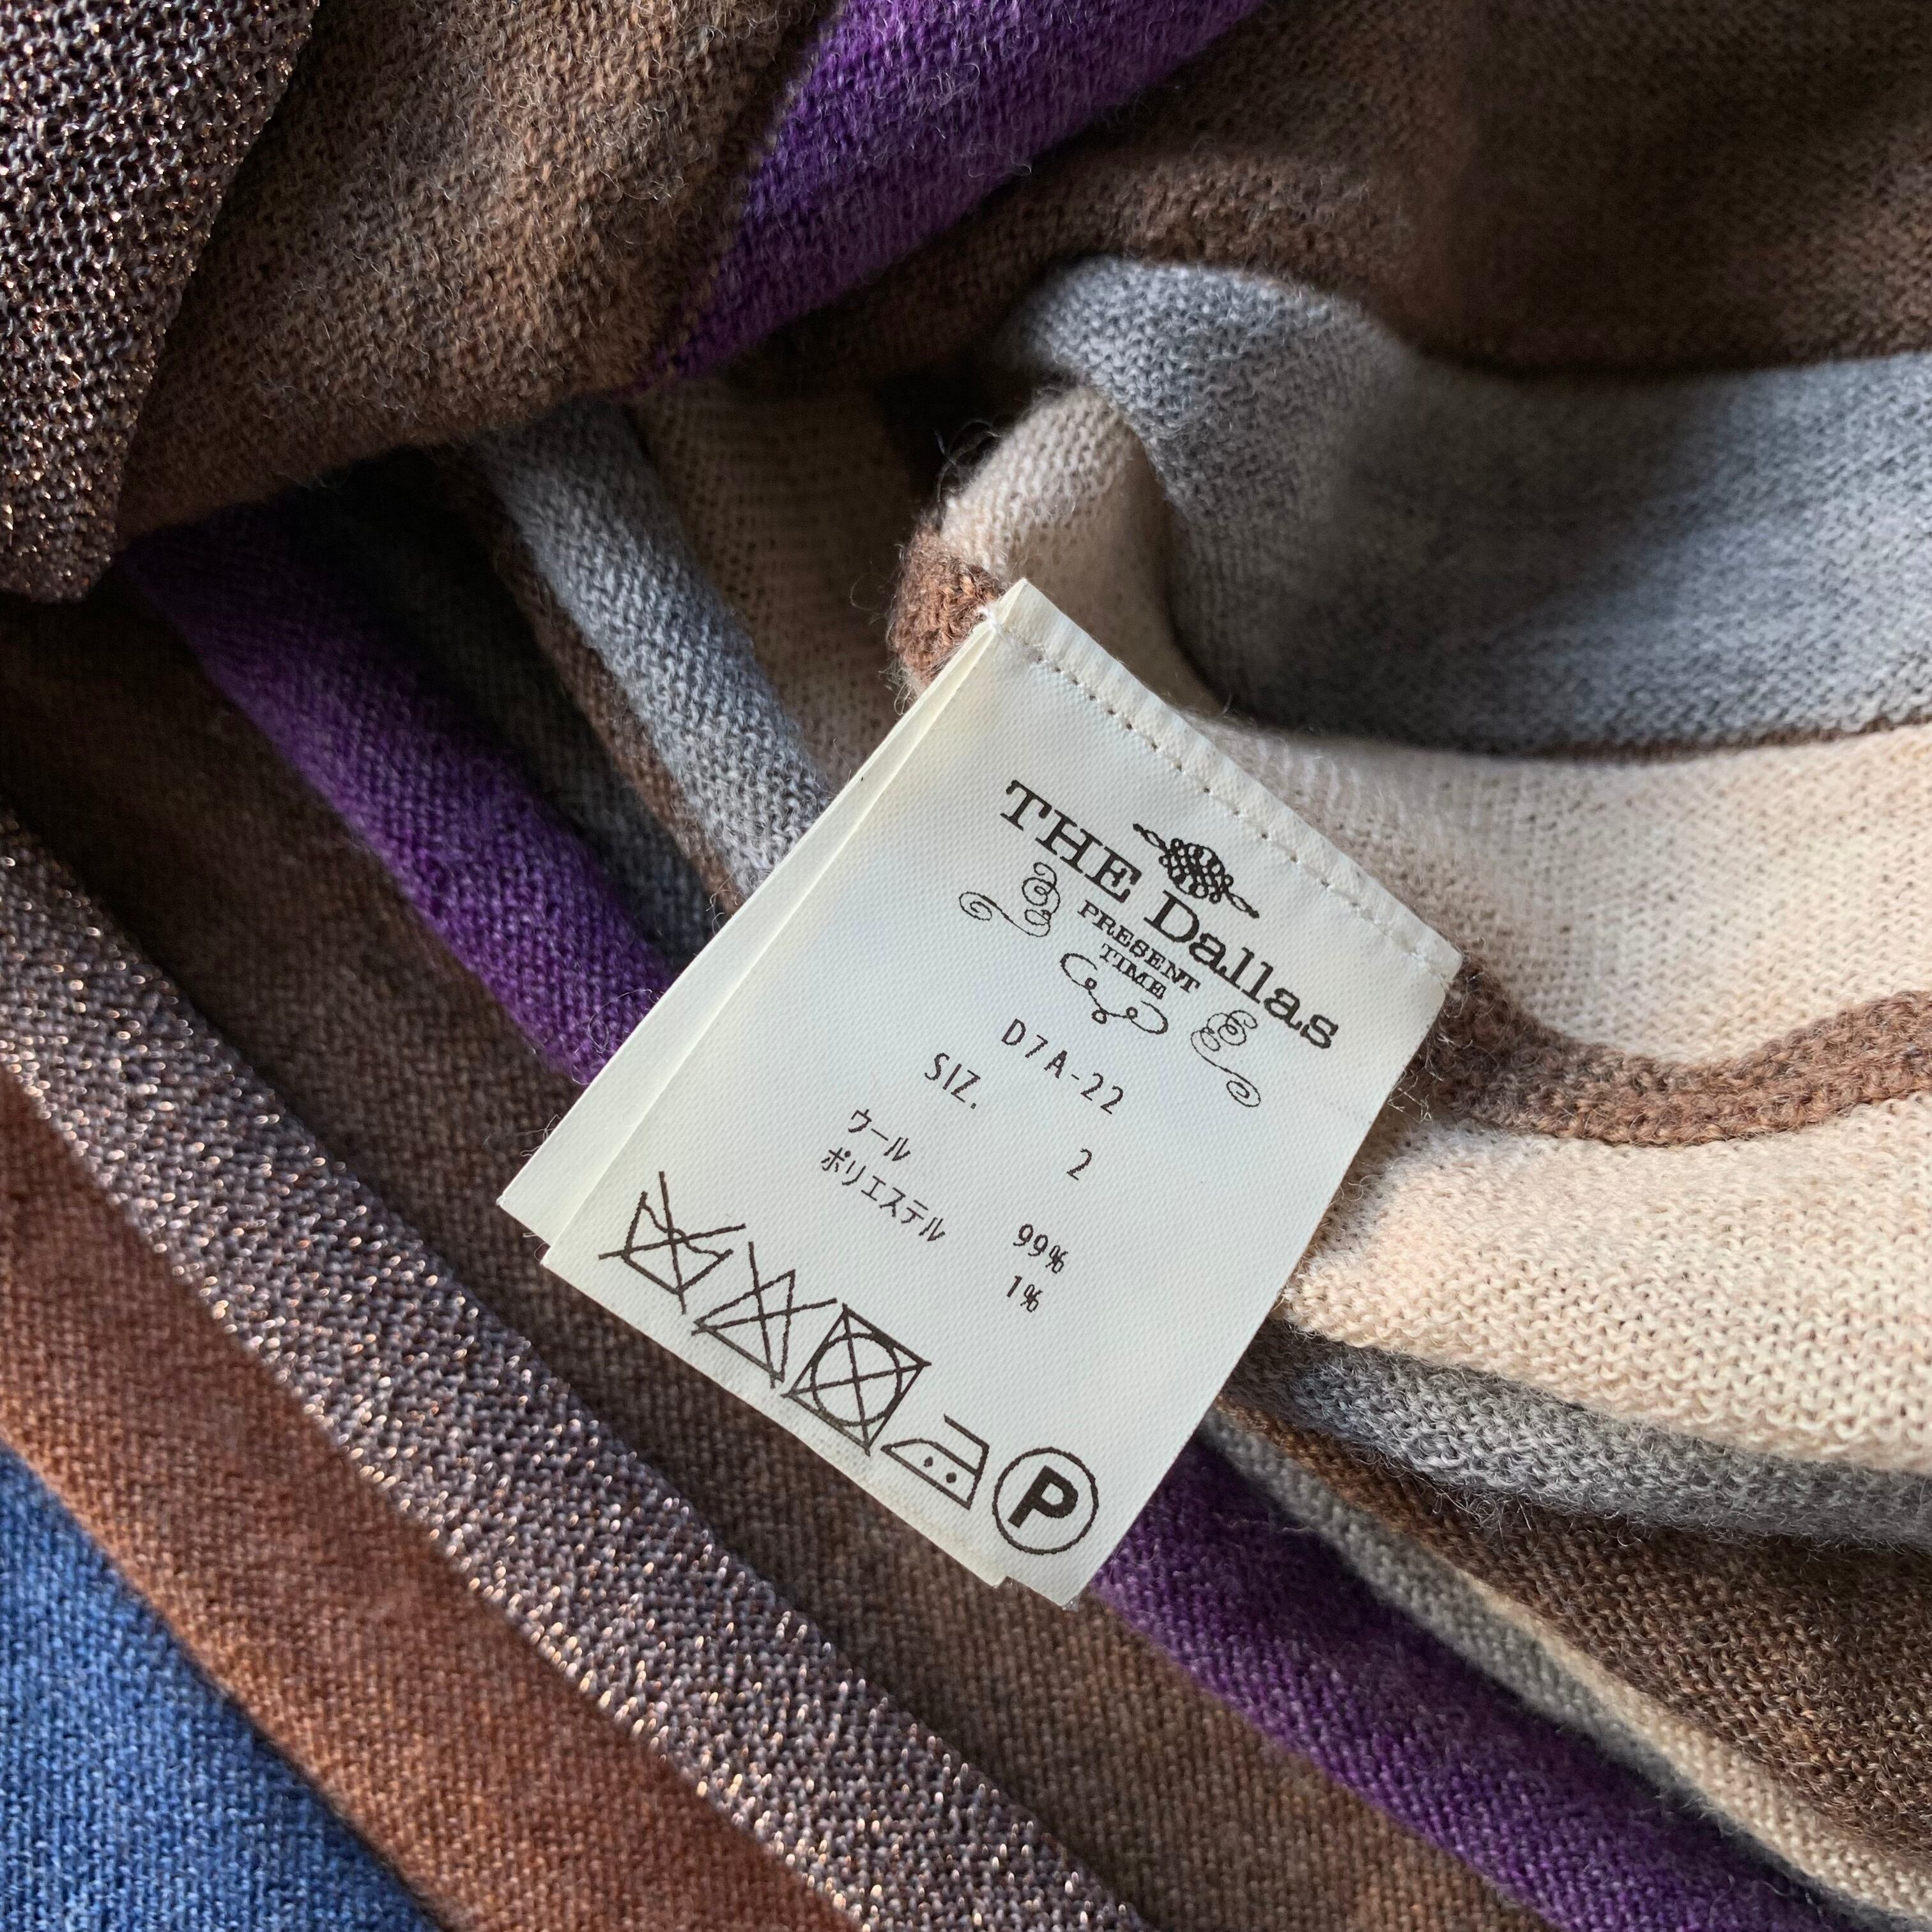 THE Dallas
PRESENT
TIME
D7A-22
SIZ. 2
ウール 99%
ポリエステル 1%
P